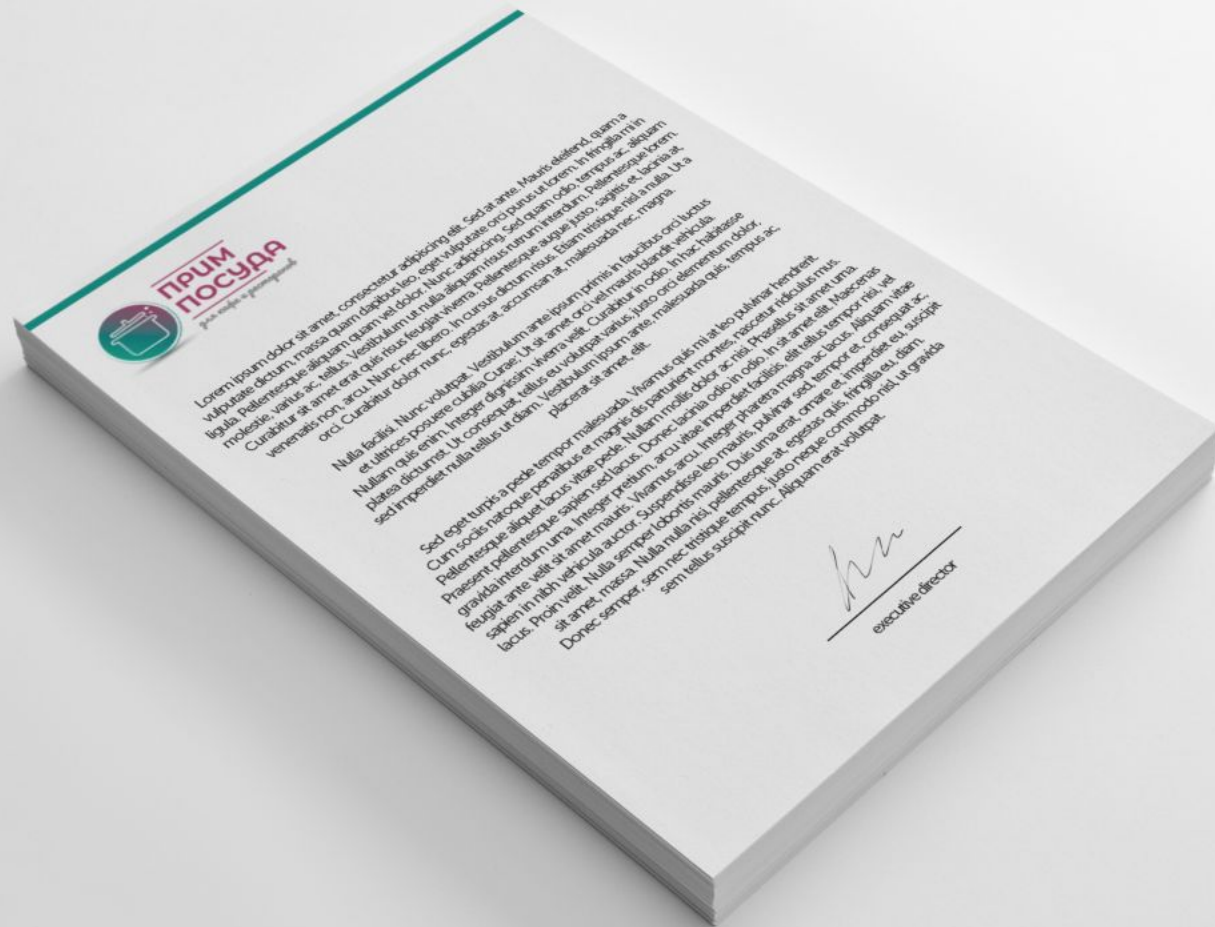 ПРИМ
ПОСУДА
для кафе и ресторанов
Lorem ipsum dolor sit amet, consectetur adipiscing elit. Sed at ante. Mauris eleifend, quam a
vulputate dictum, massa quam dapibus leo, eget vulputate orci purus ut lorem. In fringilla mi in
ligula. Pellentesque aliquam quam vel dolor. Nunc adipiscing. Sed quam odio, tempus ac, aliquam
molestie, varius ac, tellus. Vestibulum ut nulla aliquam risus rutrum interdum. Pellentesque lorem.
Curabitur sit amet erat quis risus feugiat viverra. Pellentesque augue justo, sagittis et, lacinia at,
venenatis non, arcu. Nunc nec libero. In cursus dictum risus. Etiam tristique nisl a nulla. Ut a
orci. Curabitur dolor nunc, egestas at, accumsan at, malesuada nec, magna.
Nulla facilisi. Nunc volutpat. Vestibulum ante ipsum primis in faucibus orci luctus
et ultrices posuere cubilia Curae; Ut sit amet orci vel mauris blandit vehicula.
Nullam quis enim. Integer dignissim viverra velit. Curabitur in odio. In hac habitasse
platea dictumst. Ut consequat, tellus eu volutpat varius, justo orci elementum dolor,
sed imperdiet nulla tellus ut diam. Vestibulum ipsum ante, malesuada quis, tempus ac,
placerat sit amet, elit.
Sed eget turpis a pede tempor malesuada. Vivamus quis mi at leo pulvinar hendrerit.
Cum sociis natoque penatibus et magnis dis parturient montes, nascetur ridiculus mus.
Pellentesque aliquet lacus vitae pede. Nullam mollis dolor ac nisi. Phasellus sit amet urna.
Praesent pellentesque sapien sed lacus. Donec lacinia odio in odio. In sit amet elit. Maecenas
gravida interdum urna. Integer pretium, arcu vitae imperdiet facilisis, elit tellus tempor nisi, vel
feugiat ante velit sit amet mauris. Vivamus arcu. Integer pharetra magna ac lacus. Aliquam vitae
sapien in nibh vehicula auctor. Suspendisse leo mauris, pulvinar sed, tempor et, consequat ac,
lacus. Proin velit. Nulla semper lobortis mauris. Duis urna erat, ornare et, imperdiet eu, suscipit
sit amet, massa. Nulla nulla nisi, pellentesque at, egestas quis, fringilla eu, diam.
Donec semper, sem nec tristique tempus, justo neque commodo nisl, ut gravida
sem tellus suscipit nunc. Aliquam erat volutpat.
executive director